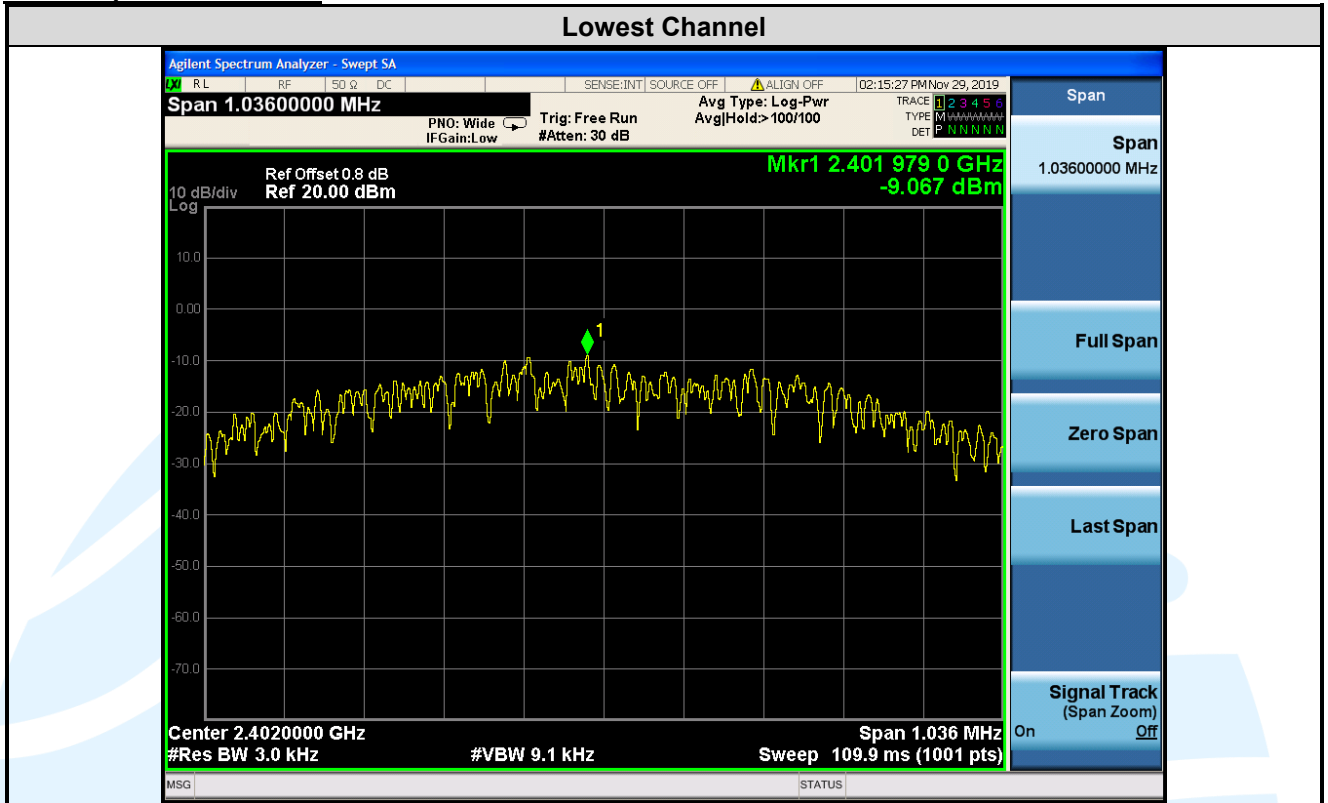 Lowest Channel
Agilent Spectrum Analyzer - Swept SA
LXI RL RF 50 Ω DC SENSE:INT SOURCE OFF ALIGN OFF 02:15:27 PM Nov 29, 2019
Span 1.03600000 MHz
PNO: Wide
IFGain:Low
Trig: Free Run
#Atten: 30 dB
Avg Type: Log-Pwr
Avg|Hold:>100/100
TRACE 1 2 3 4 5 6
TYPE M WWWWW
DET P N N N N N
Mkr1 2.401 979 0 GHz
-9.067 dBm
Ref Offset 0.8 dB
10 dB/div Ref 20.00 dBm
Log
10.0
0.00
-10.0
-20.0
-30.0
-40.0
-50.0
-60.0
-70.0
1
Center 2.4020000 GHz
Span 1.036 MHz
#Res BW 3.0 kHz
#VBW 9.1 kHz
Sweep 109.9 ms (1001 pts)
MSG
STATUS
Span
Span
1.03600000 MHz
Full Span
Zero Span
Last Span
Signal Track
(Span Zoom)
On Off